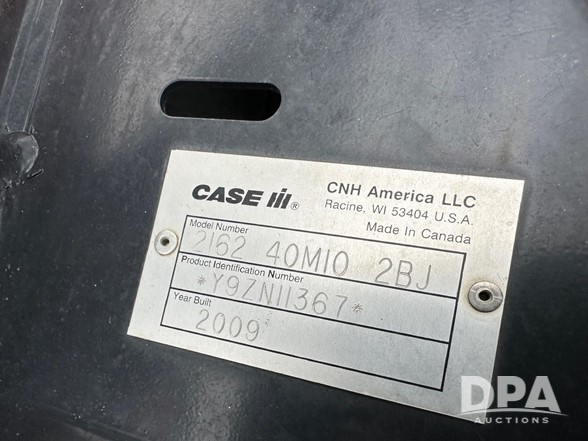 CASE IH®
CNH America LLC
Racine, WI 53404 U.S.A.
Made In Canada
Model Number
2162 40M10 2BJ
Product Identification Number
*Y9ZN11367*
Year Built
2009
DPA
AUCTIONS